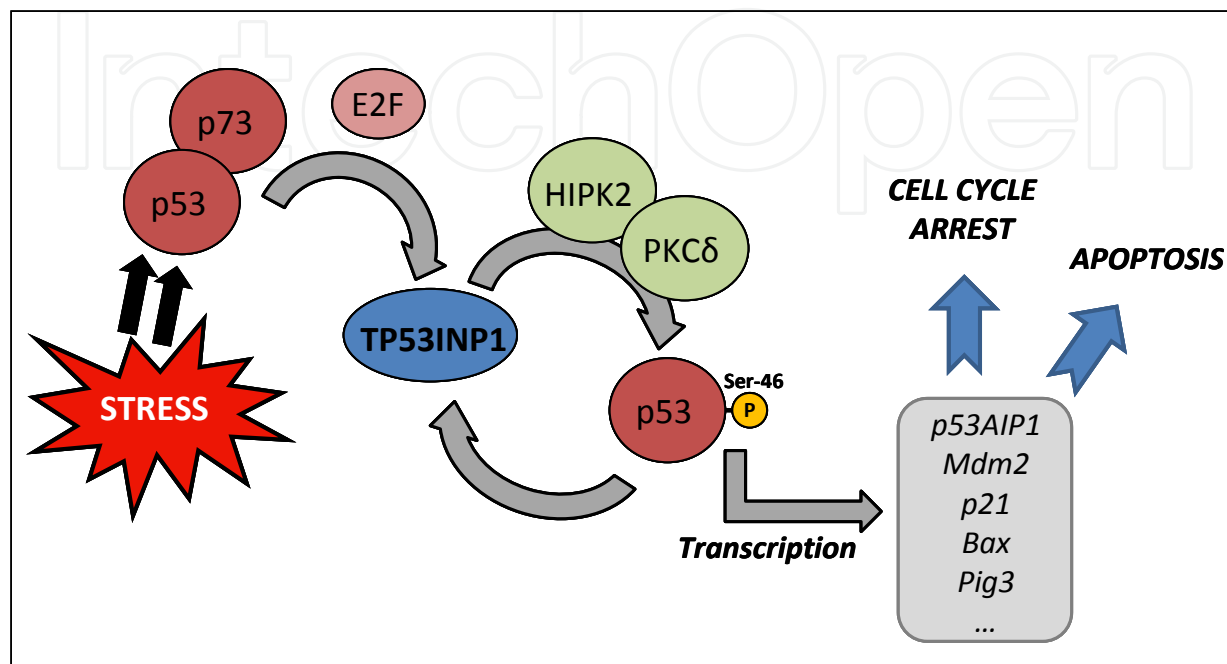 IntechOpen
p73
E2F
p53
HIPK2
PKCδ
CELL CYCLE
ARREST
APOPTOSIS
TP53INP1
STRESS
Ser-46
p53
P
Transcription
p53AIP1
Mdm2
p21
Bax
Pig3
...